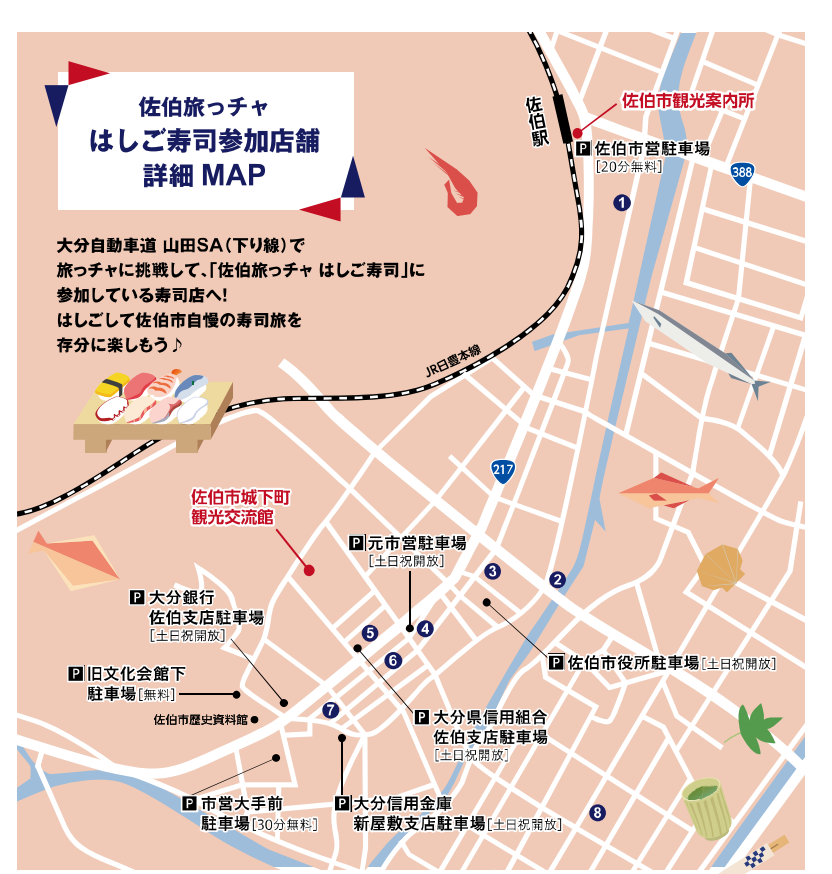 佐伯旅っチャ
はしご寿司参加店舗
詳細 MAP
大分自動車道 山田SA(下り線)で
旅っチャに挑戦して、「佐伯旅っチャ はしご寿司」に
参加している寿司店へ!
はしごして佐伯市自慢の寿司旅を
存分に楽しもう♪
佐伯駅
佐伯市観光案内所
P 佐伯市営駐車場
[20分無料]
388
1
JR日豊本線
217
佐伯市城下町
観光交流館
P 元市営駐車場
[土日祝開放]
3
2
P 大分銀行
佐伯支店駐車場
[土日祝開放]
5
4
6
P 佐伯市役所駐車場[土日祝開放]
P 旧文化会館下
駐車場[無料]
佐伯市歴史資料館
7
P 大分県信用組合
佐伯支店駐車場
[土日祝開放]
P 市営大手前
駐車場[30分無料]
P 大分信用金庫
新屋敷支店駐車場[土日祝開放]
8